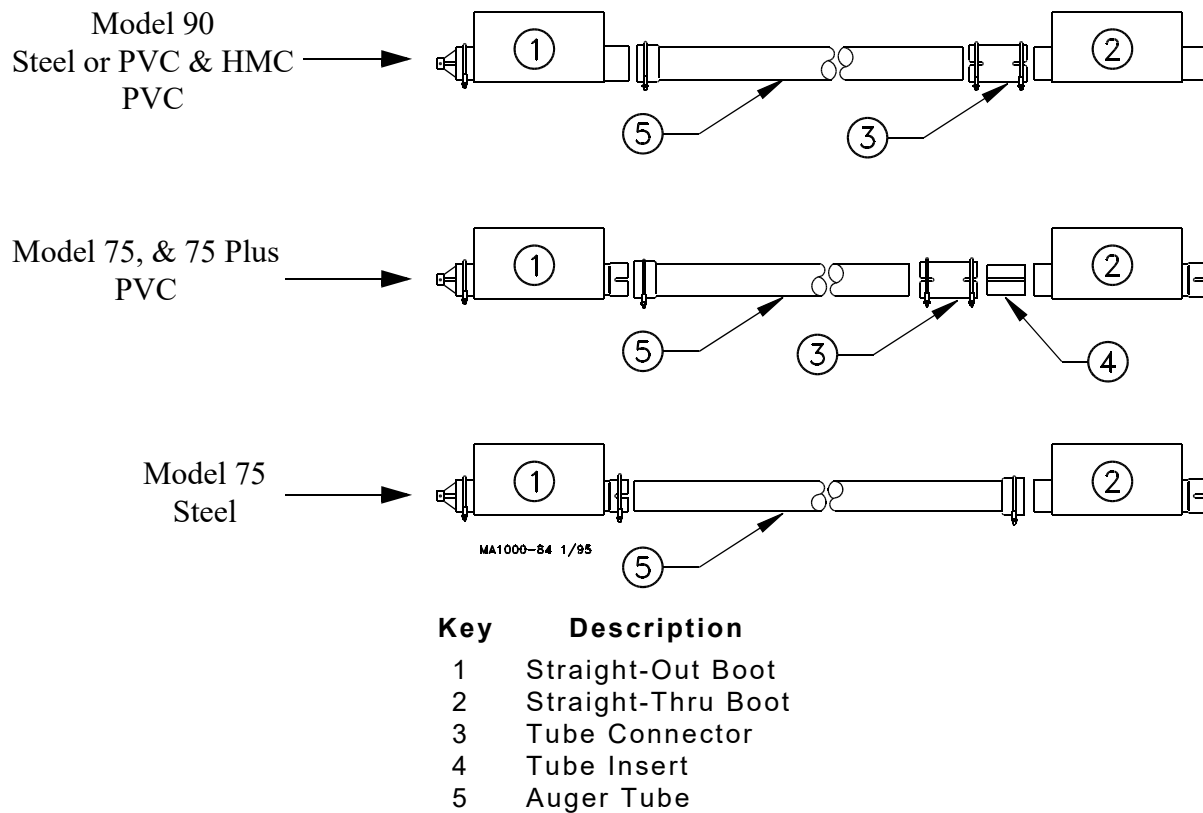 Model 90
Steel or PVC & HMC
PVC
1
2
5
3
Model 75, & 75 Plus
PVC
1
2
5
3
4
Model 75
Steel
1
2
MA1000-84 1/95
5
Key Description
1 Straight-Out Boot
2 Straight-Thru Boot
3 Tube Connector
4 Tube Insert
5 Auger Tube